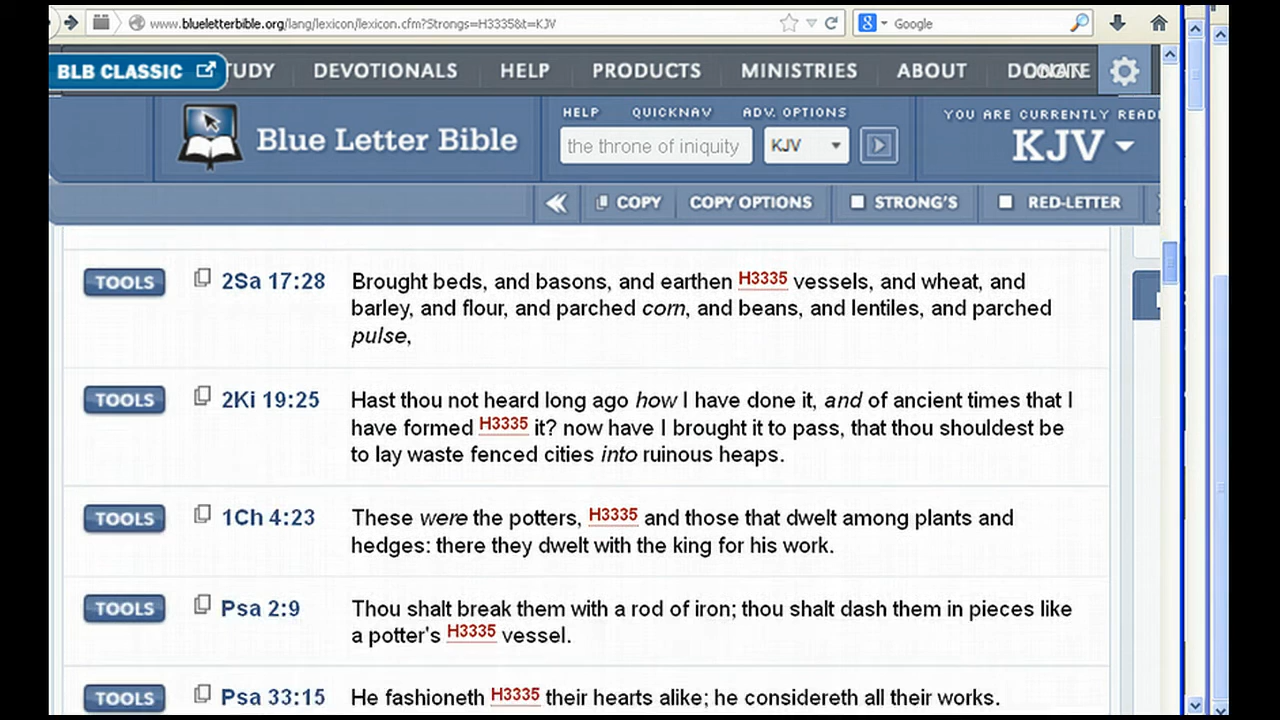 www.blueletterbible.org/lang/lexicon/lexicon.cfm?Strongs=H3335&t=KJV
Google
BLB CLASSIC
TUDY DEVOTIONALS HELP PRODUCTS MINISTRIES ABOUT DONATE
HELP QUICKNAV ADV. OPTIONS YOU ARE CURRENTLY READI
Blue Letter Bible the throne of iniquity KJV KJV
COPY COPY OPTIONS STRONG'S RED-LETTER
TOOLS 2Sa 17:28 Brought beds, and basons, and earthen H3335 vessels, and wheat, and
barley, and flour, and parched corn, and beans, and lentiles, and parched
pulse,
TOOLS 2Ki 19:25 Hast thou not heard long ago how I have done it, and of ancient times that I
have formed H3335 it? now have I brought it to pass, that thou shouldest be
to lay waste fenced cities into ruinous heaps.
TOOLS 1Ch 4:23 These were the potters, H3335 and those that dwelt among plants and
hedges: there they dwelt with the king for his work.
TOOLS Psa 2:9 Thou shalt break them with a rod of iron; thou shalt dash them in pieces like
a potter's H3335 vessel.
TOOLS Psa 33:15 He fashioneth H3335 their hearts alike; he considereth all their works.